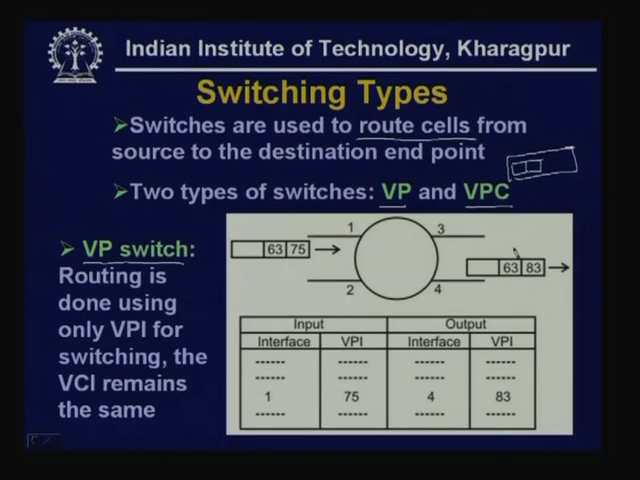 Indian Institute of Technology, Kharagpur
Switching Types
➢Switches are used to route cells from
source to the destination end point
➢Two types of switches: VP and VPC
➢ VP switch:
Routing is
done using
only VPI for
switching, the
VCI remains
the same
1 3
63 75
63 83
2 4
Input Output
Interface VPI Interface VPI
------ ------ ------ ------
------ ------ ------ ------
1 75 4 83
------ ------ ------ ------